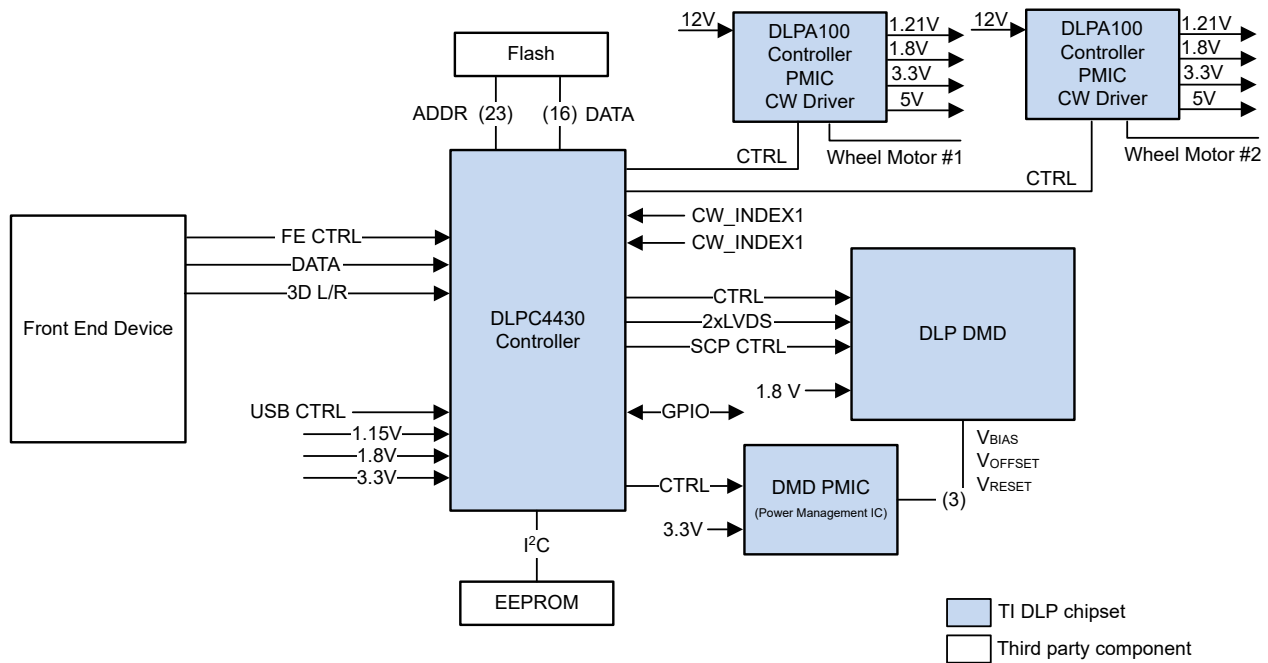 Flash
ADDR (23)
(16) DATA
12V
DLPA100
Controller
PMIC
CW Driver
1.21V
1.8V
3.3V
5V
CTRL
Wheel Motor #1
12V
DLPA100
Controller
PMIC
CW Driver
1.21V
1.8V
3.3V
5V
CTRL
Wheel Motor #2
Front End Device
FE CTRL
DATA
3D L/R
DLPC4430
Controller
CW_INDEX1
CW_INDEX1
CTRL
2xLVDS
SCP CTRL
1.8 V
DLP DMD
USB CTRL
1.15V
1.8V
3.3V
GPIO
VBIAS
VOFFSET
VRESET
(3)
CTRL
3.3V
DMD PMIC
(Power Management IC)
I²C
EEPROM
TI DLP chipset
Third party component